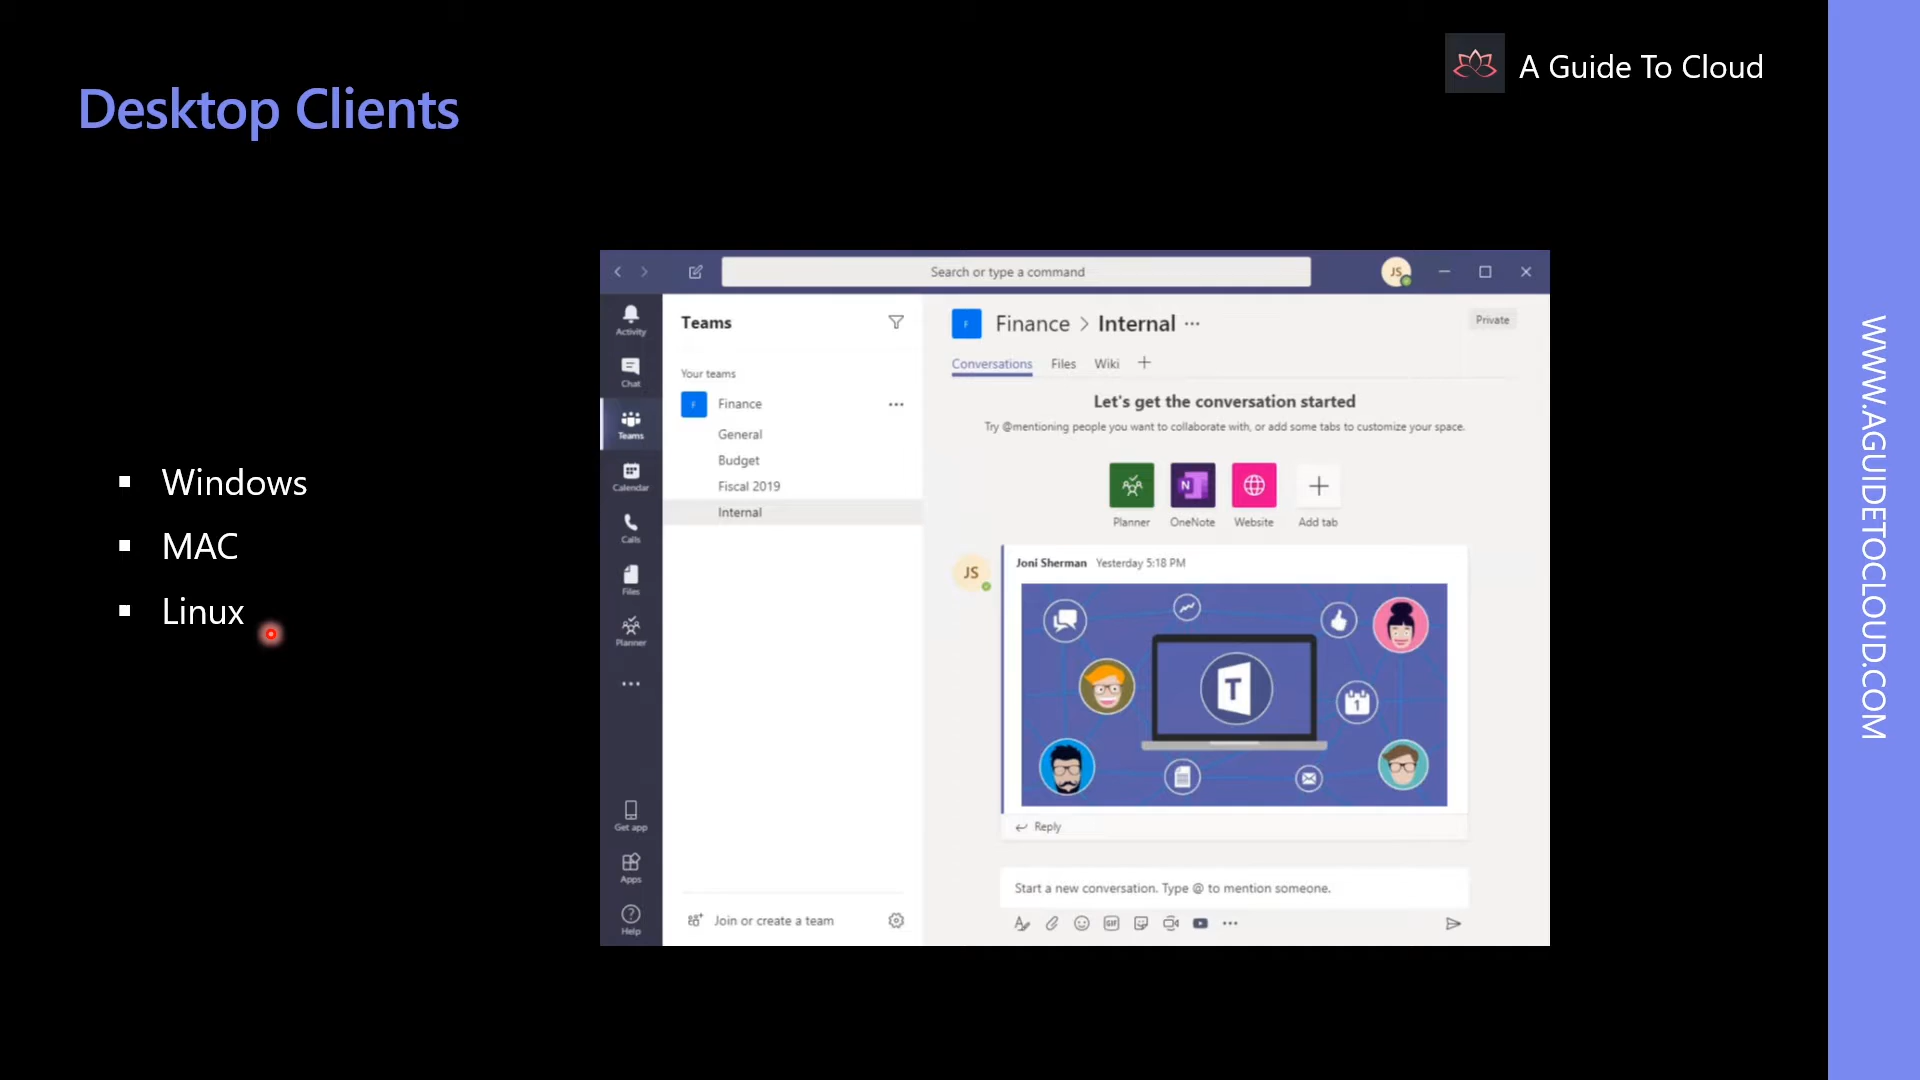 A Guide To Cloud
Desktop Clients
Windows
MAC
Linux
Search or type a command
JS
Activity
Chat
Teams
Calendar
Calls
Files
Planner
Get app
Apps
Help
Teams
Your teams
F
Finance
General
Budget
Fiscal 2019
Internal
Join or create a team
F
Finance > Internal ...
Private
Conversations
Files
Wiki
Let's get the conversation started
Try @mentioning people you want to collaborate with, or add some tabs to customize your space.
N
Planner
OneNote
Website
Add tab
JS
Joni Sherman Yesterday 5:18 PM
T
1
Reply
Start a new conversation. Type @ to mention someone.
GIF
WWW.AGUIDETOCLOUD.COM